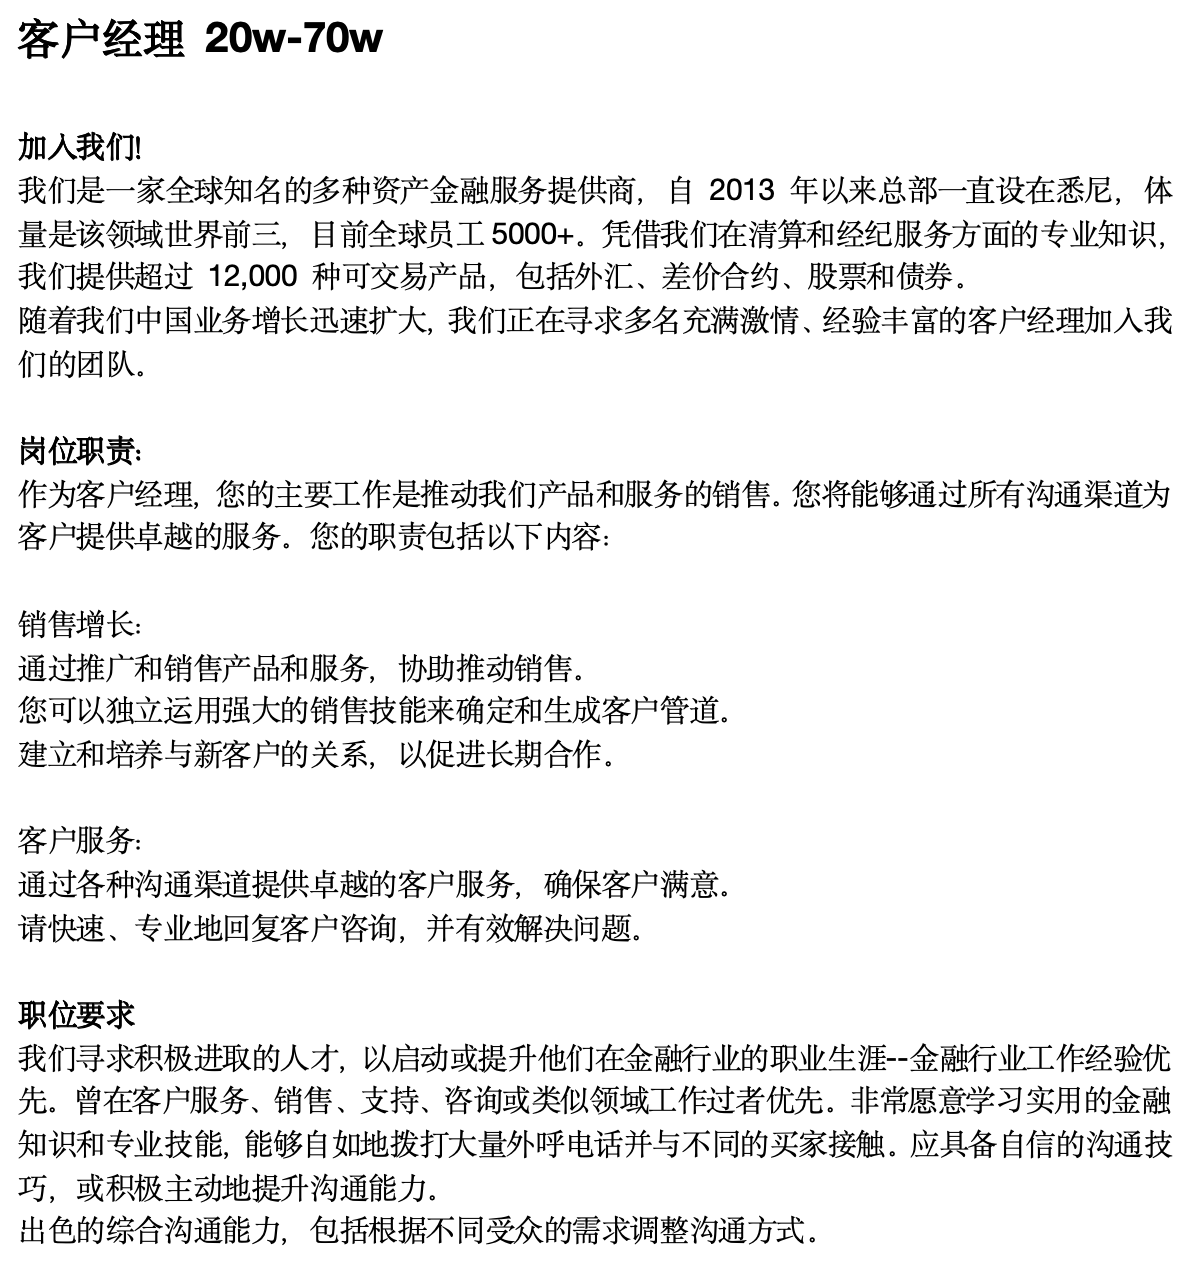 客户经理 20w-70w
加入我们!
我们是一家全球知名的多种资产金融服务提供商，自 2013 年以来总部一直设在悉尼，体
量是该领域世界前三，目前全球员工 5000+。凭借我们在清算和经纪服务方面的专业知识，
我们提供超过 12,000 种可交易产品，包括外汇、差价合约、股票和债券。
随着我们中国业务增长迅速扩大，我们正在寻求多名充满激情、经验丰富的客户经理加入我
们的团队。
岗位职责：
作为客户经理，您的主要工作是推动我们产品和服务的销售。您将能够通过所有沟通渠道为
客户提供卓越的服务。您的职责包括以下内容：
销售增长：
通过推广和销售产品和服务，协助推动销售。
您可以独立运用强大的销售技能来确定和生成客户管道。
建立和培养与新客户的关系，以促进长期合作。
客户服务：
通过各种沟通渠道提供卓越的客户服务，确保客户满意。
请快速、专业地回复客户咨询，并有效解决问题。
职位要求
我们寻求积极进取的人才，以启动或提升他们在金融行业的职业生涯--金融行业工作经验优
先。曾在客户服务、销售、支持、咨询或类似领域工作过者优先。非常愿意学习实用的金融
知识和专业技能，能够自如地拨打大量外呼电话并与不同的买家接触。应具备自信的沟通技
巧，或积极主动地提升沟通能力。
出色的综合沟通能力，包括根据不同受众的需求调整沟通方式。